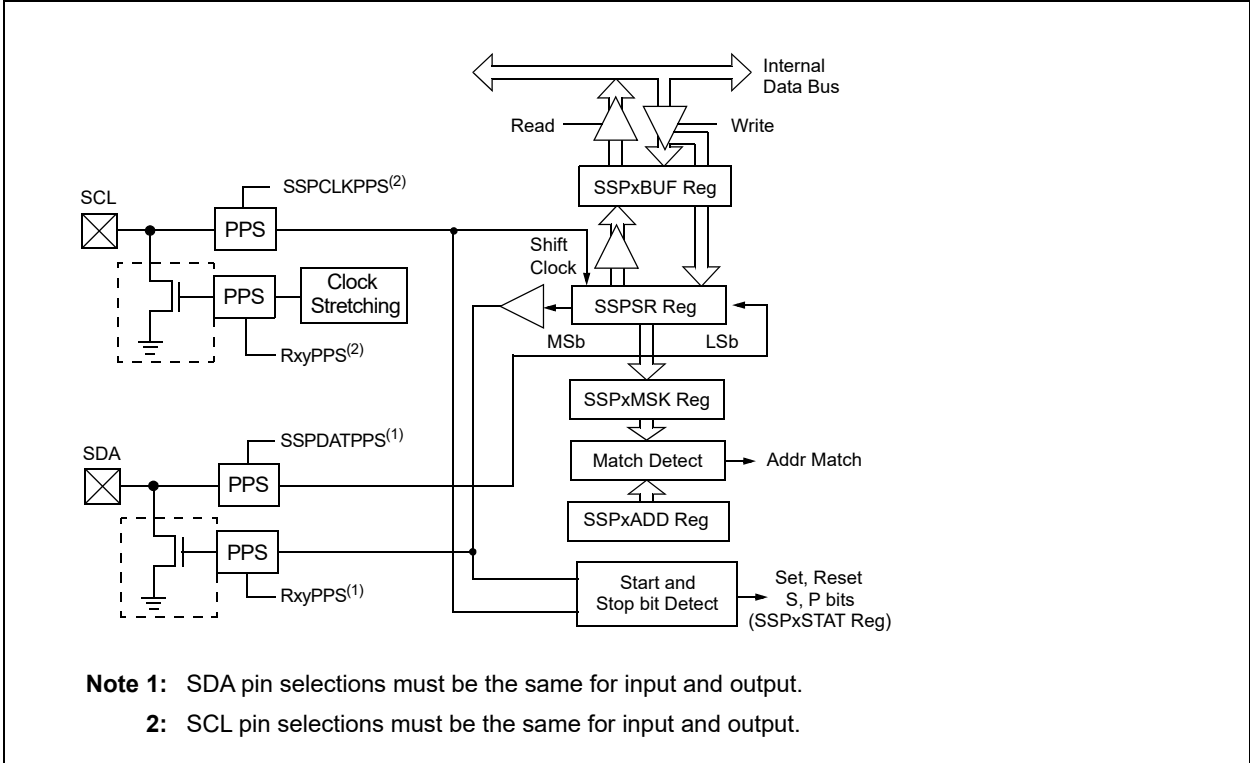 Internal
Data Bus
Read
Write
SSPxBUF Reg
SSPCLKPPS(2)
SCL
PPS
Shift
Clock
PPS
Clock
Stretching
SSPSR Reg
MSb
LSb
RxyPPS(2)
SSPxMSK Reg
SSPDATPPS(1)
SDA
PPS
Match Detect
Addr Match
SSPxADD Reg
PPS
RxyPPS(1)
Start and
Stop bit Detect
Set, Reset
S, P bits
(SSPxSTAT Reg)
Note 1: SDA pin selections must be the same for input and output.
2: SCL pin selections must be the same for input and output.